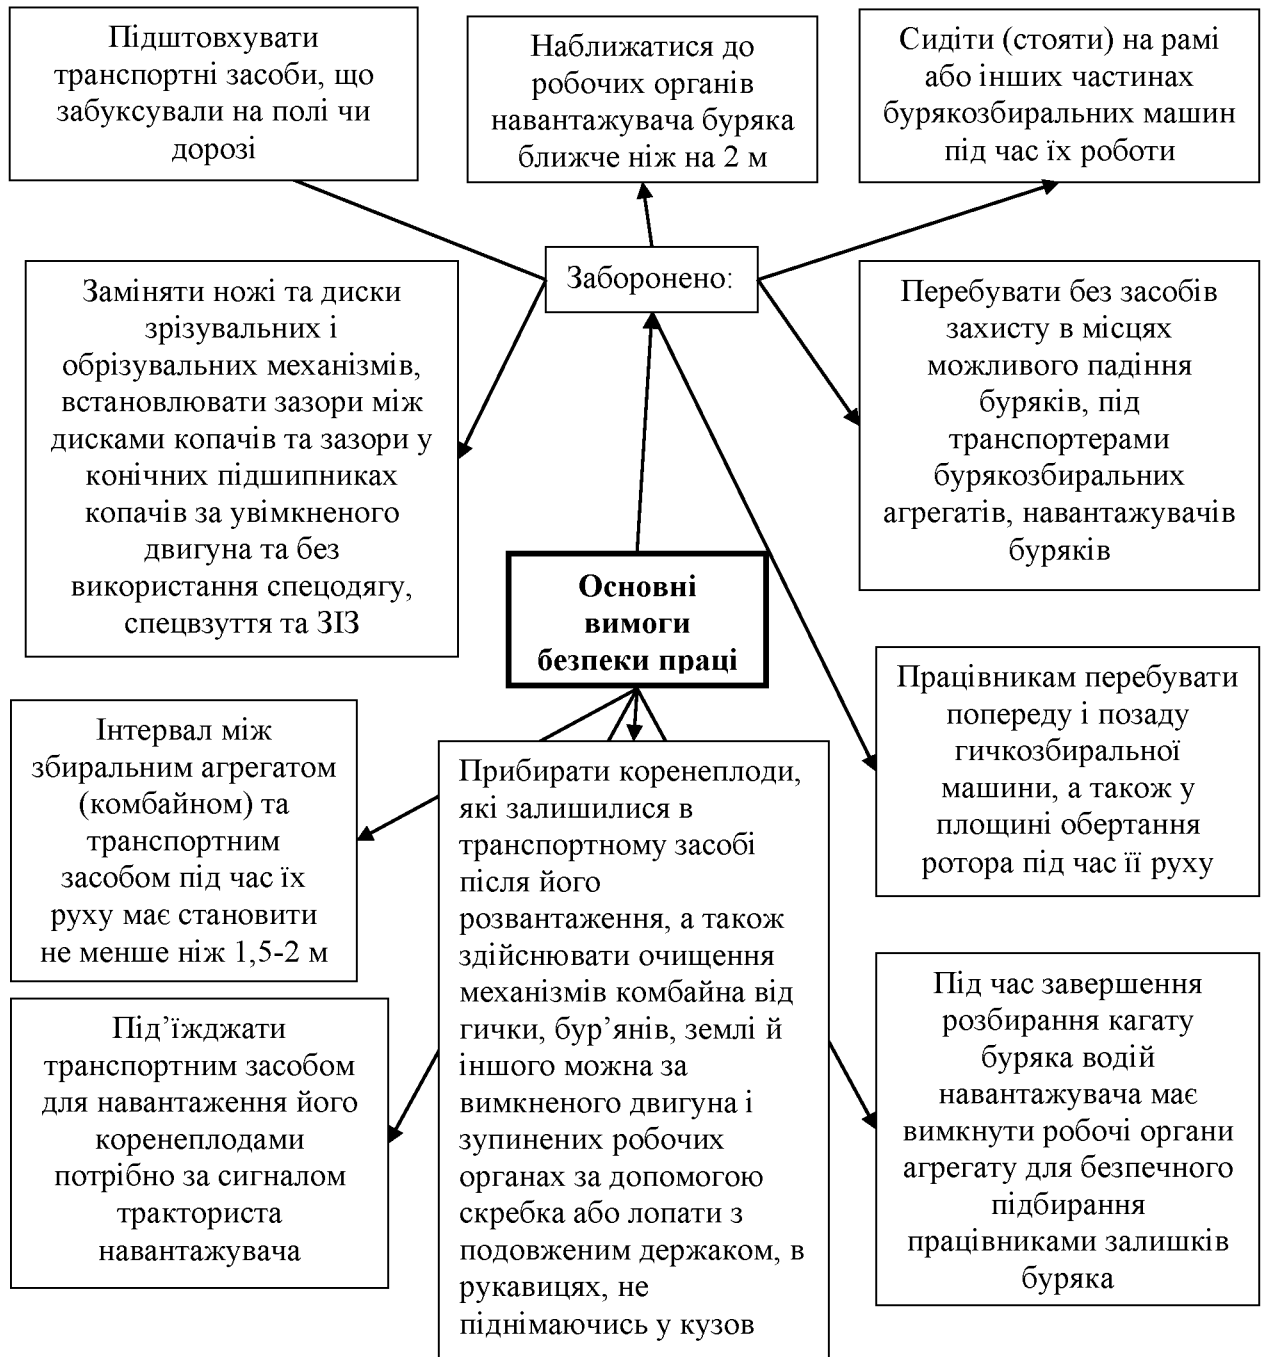 Підштовхувати
транспортні засоби, що
забуксували на полі чи
дорозі
Наближатися до
робочих органів
навантажувача буряка
ближче ніж на 2 м
Сидіти (стояти) на рамі
або інших частинах
бурякозбиральних машин
під час їх роботи
Заборонено:
Заміняти ножі та диски
зрізувальних і
обрізувальних механізмів,
встановлювати зазори між
дисками копачів та зазори у
конічних підшипниках
копачів за увімкненого
двигуна та без
використання спецодягу,
спецвзуття та ЗІЗ
Перебувати без засобів
захисту в місцях
можливого падіння
буряків, під
транспортерами
бурякозбиральних
агрегатів, навантажувачів
буряків
Основні
вимоги
безпеки праці
Працівникам перебувати
попереду і позаду
гичкозбиральної
машини, а також у
площині обертання
ротора під час її руху
Інтервал між
збиральним агрегатом
(комбайном) та
транспортним
засобом під час їх
руху має становити
не менше ніж 1,5-2 м
Прибирати коренеплоди,
які залишилися в
транспортному засобі
після його
розвантаження, а також
здійснювати очищення
механізмів комбайна від
гички, бур’янів, землі й
іншого можна за
вимкненого двигуна і
зупинених робочих
органах за допомогою
скребка або лопати з
подовженим держаком, в
рукавицях, не
піднімаючись у кузов
Під’їжджати
транспортним засобом
для навантаження його
коренеплодами
потрібно за сигналом
тракториста
навантажувача
Під час завершення
розбирання кагату
буряка водій
навантажувача має
вимкнути робочі органи
агрегату для безпечного
підбирання
працівниками залишків
буряка